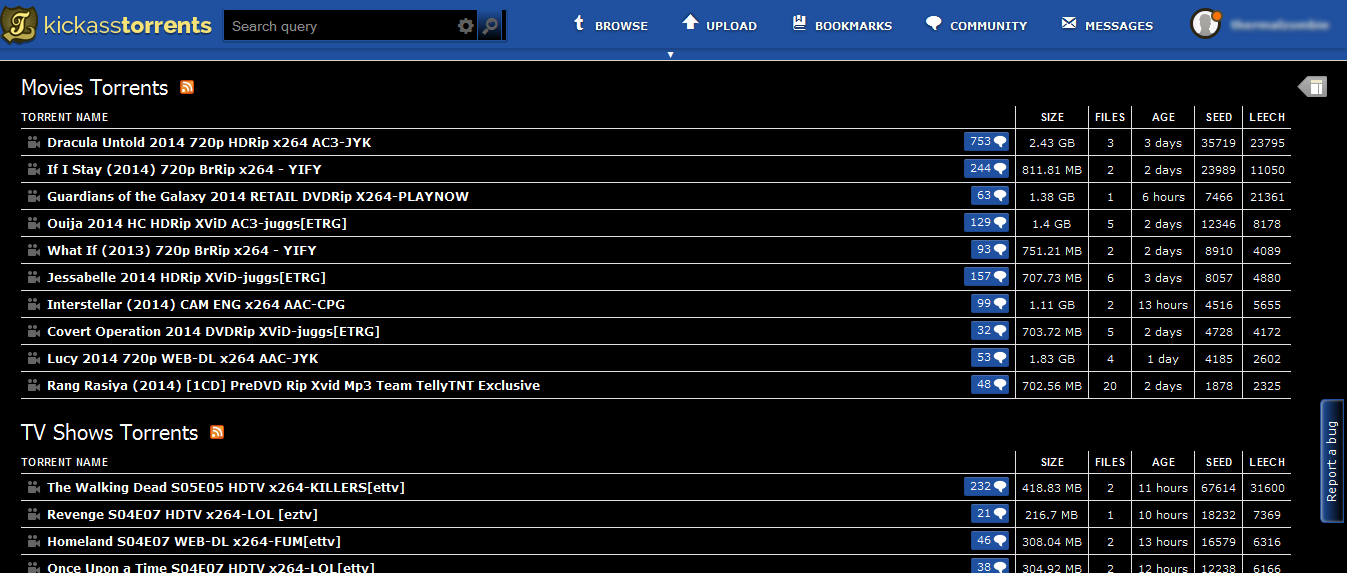 kickasstorrents Search query BROWSE UPLOAD BOOKMARKS COMMUNITY MESSAGES
Movies Torrents
TORRENT NAME SIZE FILES AGE SEED LEECH
Dracula Untold 2014 720p HDRip x264 AC3-JYK 753 2.43 GB 3 3 days 35719 23795
If I Stay (2014) 720p BrRip x264 - YIFY 244 811.81 MB 2 2 days 23989 11050
Guardians of the Galaxy 2014 RETAIL DVDRip X264-PLAYNOW 63 1.38 GB 1 6 hours 7466 21361
Ouija 2014 HC HDRip XViD AC3-juggs[ETRG] 129 1.4 GB 5 2 days 12346 8178
What If (2013) 720p BrRip x264 - YIFY 93 751.21 MB 2 2 days 8910 4089
Jessabelle 2014 HDRip XViD-juggs[ETRG] 157 707.73 MB 6 3 days 8057 4880
Interstellar (2014) CAM ENG x264 AAC-CPG 99 1.11 GB 2 13 hours 4516 5655
Covert Operation 2014 DVDRip XViD-juggs[ETRG] 32 703.72 MB 5 2 days 4728 4172
Lucy 2014 720p WEB-DL x264 AAC-JYK 53 1.83 GB 4 1 day 4185 2602
Rang Rasiya (2014) [1CD] PreDVD Rip Xvid Mp3 Team TellyTNT Exclusive 48 702.56 MB 20 2 days 1878 2325
TV Shows Torrents
TORRENT NAME SIZE FILES AGE SEED LEECH
The Walking Dead S05E05 HDTV x264-KILLERS[ettv] 232 418.83 MB 2 11 hours 67614 31600
Revenge S04E07 HDTV x264-LOL [eztv] 21 216.7 MB 1 10 hours 18232 7369
Homeland S04E07 WEB-DL x264-FUM[ettv] 46 308.04 MB 2 13 hours 16579 6316
Once Upon a Time S04E07 HDTV x264-LOL[ettv] 38 304.92 MB 2 12 hours 12238 6166
Report a bug